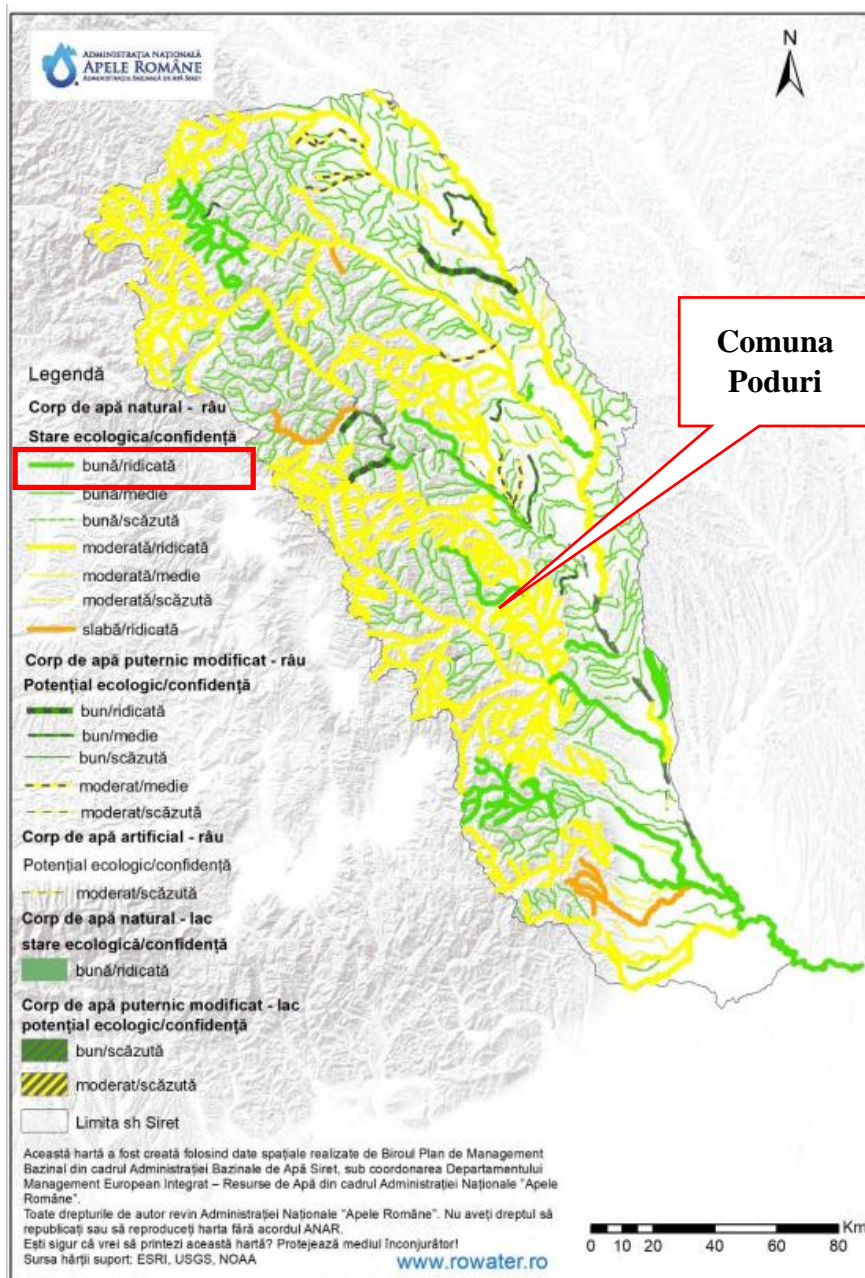 ADMINISTRAȚIA NAȚIONALĂ
APELE ROMÂNE
ADMINISTRAȚIA BAZINALĂ DE APĂ SIRET
N
Comuna
Poduri
Legendă
Corp de apă natural - râu
Stare ecologica/confidență
bună/ridicată
bună/medie
bună/scăzută
moderată/ridicată
moderată/medie
moderată/scăzută
slabă/ridicată
Corp de apă puternic modificat - râu
Potențial ecologic/confidență
bun/ridicată
bun/medie
bun/scăzută
moderat/medie
moderat/scăzută
Corp de apă artificial - râu
Potențial ecologic/confidență
moderat/scăzută
Corp de apă natural - lac
stare ecologică/confidență
bună/ridicată
Corp de apă puternic modificat - lac
potențial ecologic/confidență
bun/scăzută
moderat/scăzută
Limita sh Siret
Această hartă a fost creată folosind date spațiale realizate de Biroul Plan de Management
Bazinal din cadrul Administrației Bazinale de Apă Siret, sub coordonarea Departamentului
Management European Integrat – Resurse de Apă din cadrul Administrației Naționale "Apele
Române".
Toate drepturile de autor revin Administrației Naționale "Apele Române". Nu aveți dreptul să
republicați sau să reproduceți harta fără acordul ANAR.
Ești sigur că vrei să printezi această hartă? Protejează mediul înconjurător!
Sursa hărții suport: ESRI, USGS, NOAA
www.rowater.ro
Km
0 10 20 40 60 80